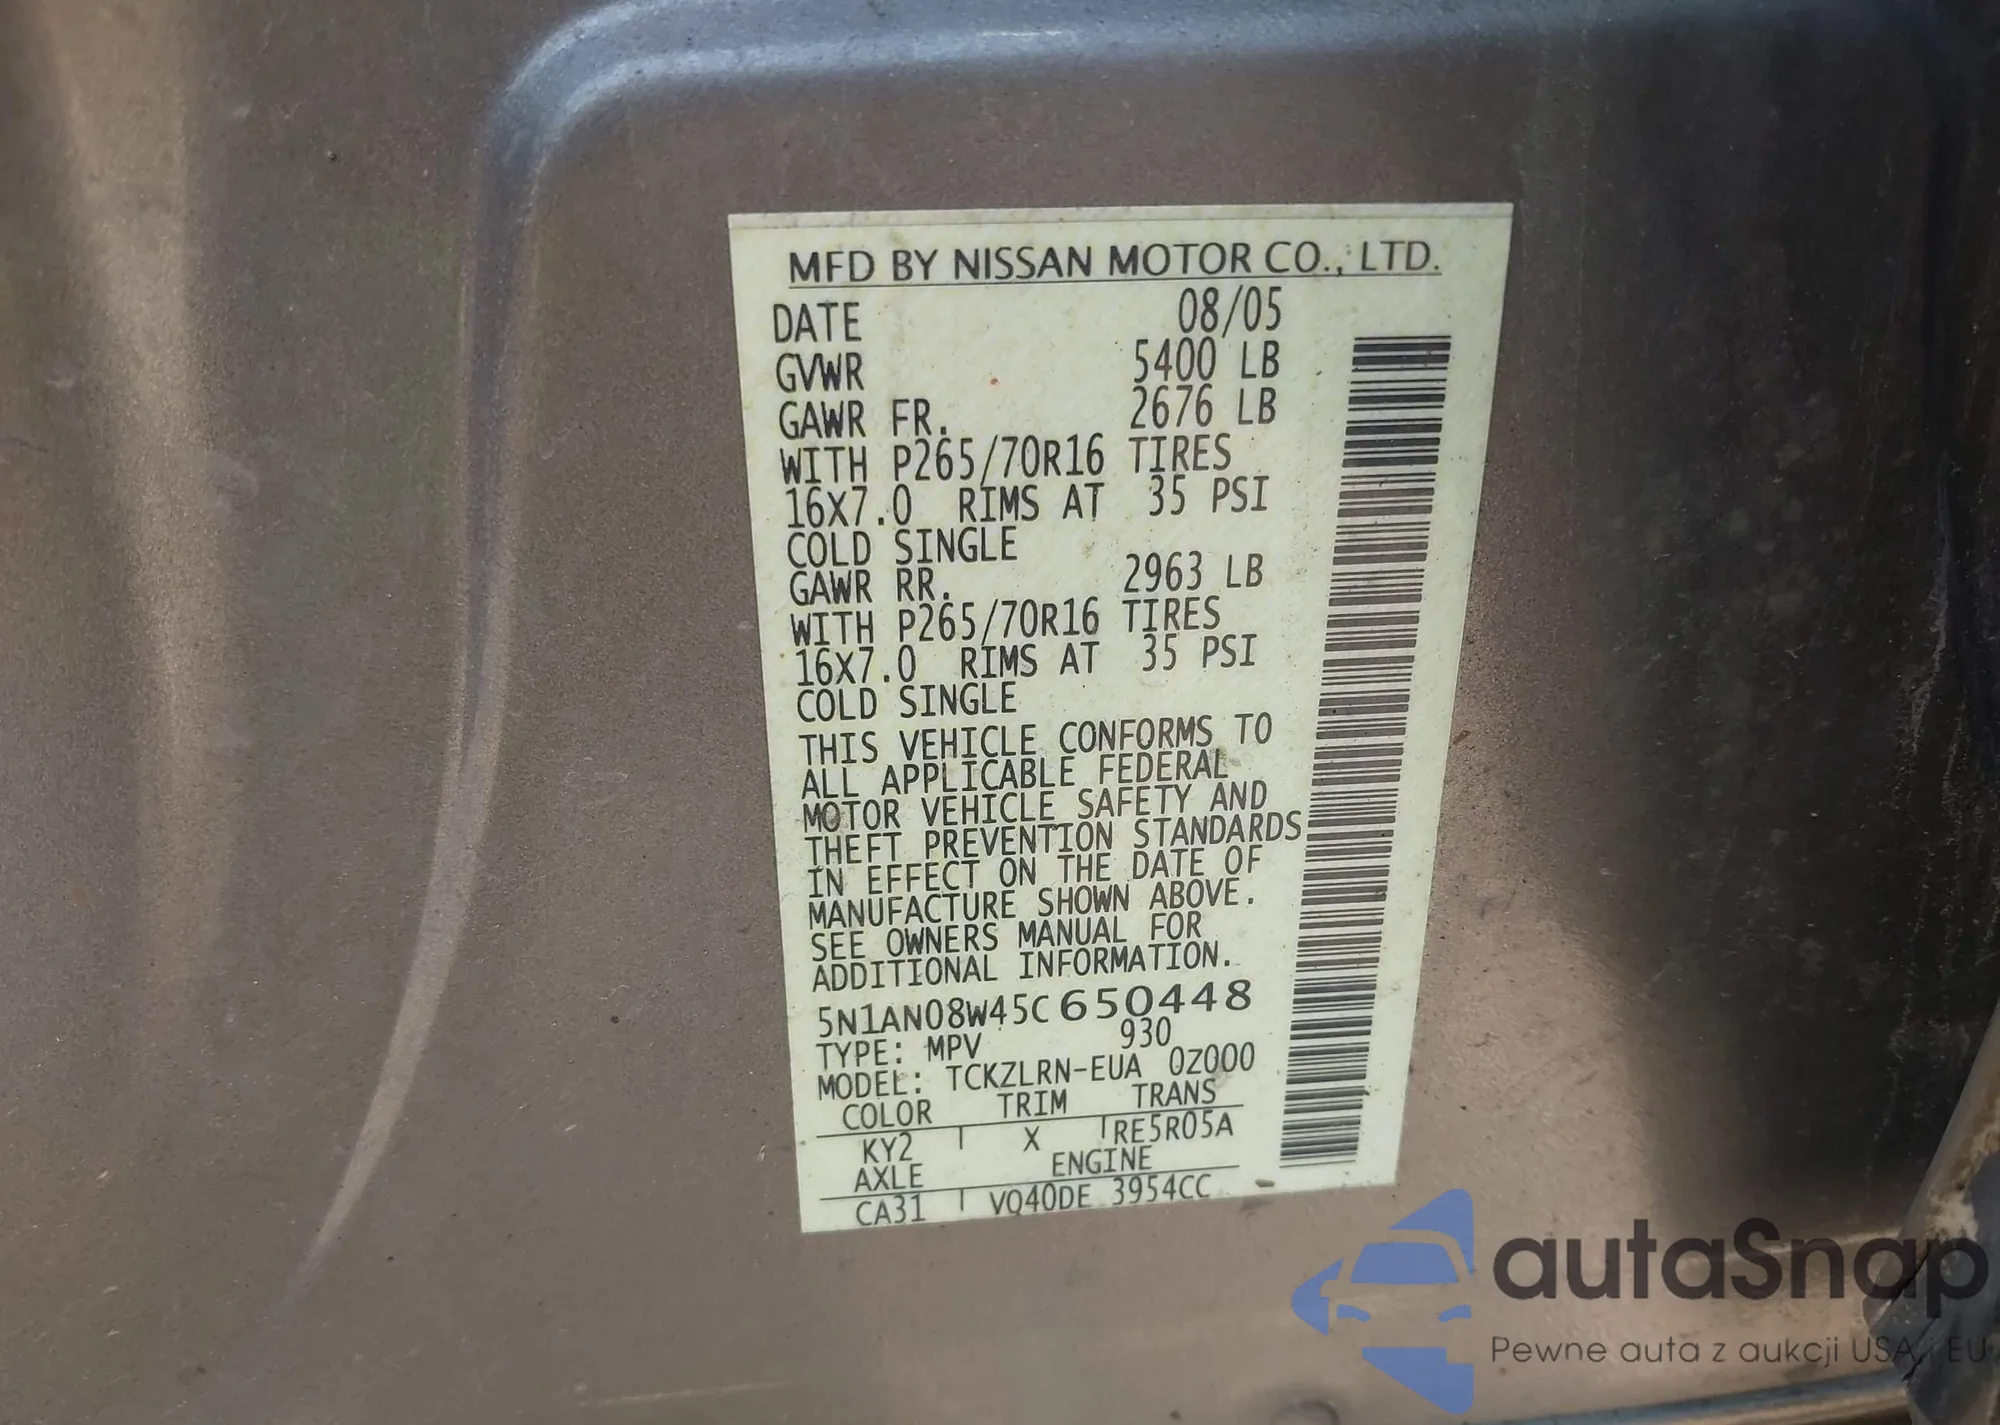 MFD BY NISSAN MOTOR CO., LTD.
DATE 08/05
GVWR 5400 LB
GAWR FR. 2676 LB
WITH P265/70R16 TIRES
16X7.0 RIMS AT 35 PSI
COLD SINGLE
GAWR RR. 2963 LB
WITH P265/70R16 TIRES
16X7.0 RIMS AT 35 PSI
COLD SINGLE
THIS VEHICLE CONFORMS TO
ALL APPLICABLE FEDERAL
MOTOR VEHICLE SAFETY AND
THEFT PREVENTION STANDARDS
IN EFFECT ON THE DATE OF
MANUFACTURE SHOWN ABOVE.
SEE OWNERS MANUAL FOR
ADDITIONAL INFORMATION.
5N1AN08W45C650448
TYPE: MPV 930
MODEL: TCKZLRN-EUA 0Z000
COLOR TRIM TRANS
KY2 X RE5R05A
AXLE ENGINE
CA31 VQ40DE 3954CC
autaSnap
Pewne auta z aukcji USA i EU